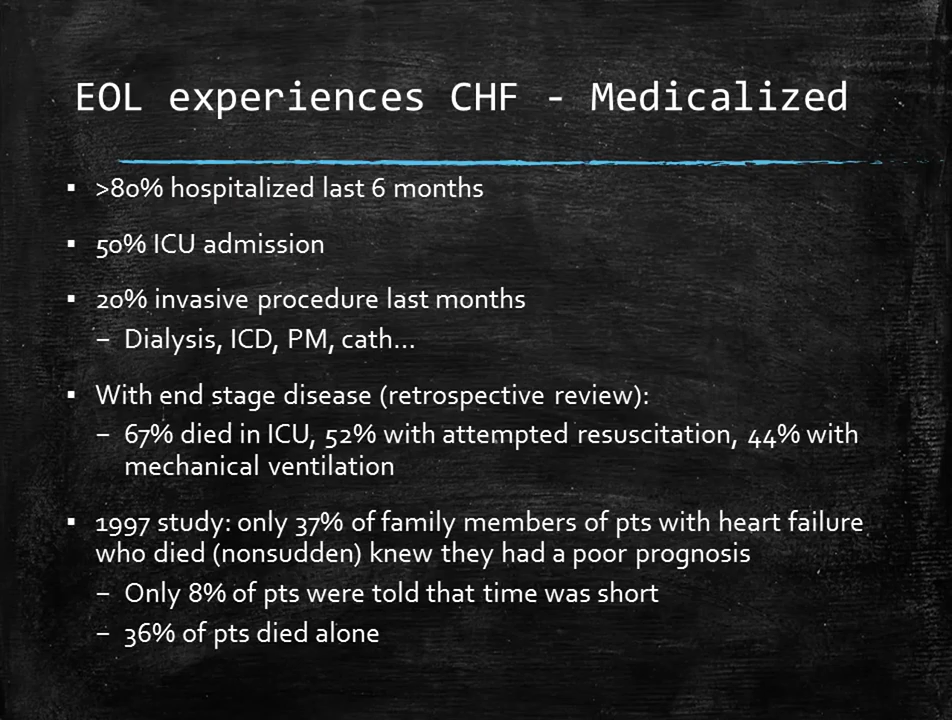 EOL experiences CHF - Medicalized
▪ >80% hospitalized last 6 months
▪ 50% ICU admission
▪ 20% invasive procedure last months
– Dialysis, ICD, PM, cath...
▪ With end stage disease (retrospective review):
– 67% died in ICU, 52% with attempted resuscitation, 44% with
mechanical ventilation
▪ 1997 study: only 37% of family members of pts with heart failure
who died (nonsudden) knew they had a poor prognosis
– Only 8% of pts were told that time was short
– 36% of pts died alone